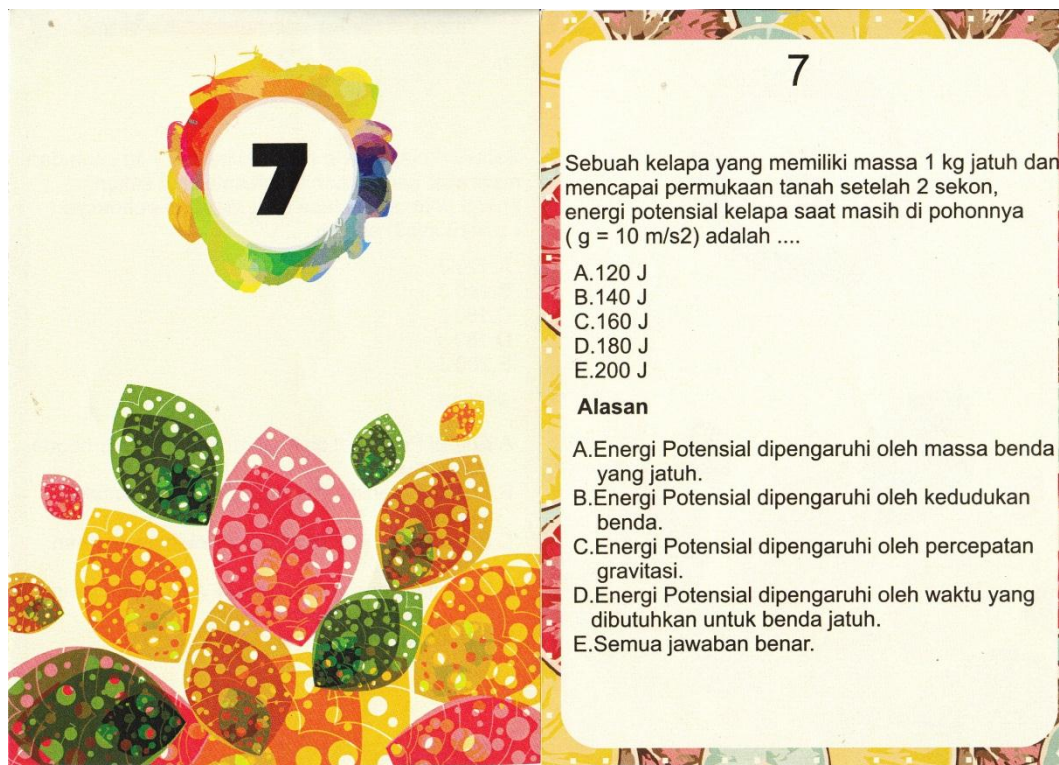 7
7
Sebuah kelapa yang memiliki massa 1 kg jatuh dan
mencapai permukaan tanah setelah 2 sekon,
energi potensial kelapa saat masih di pohonnya
( g = 10 m/s2) adalah ....
A.120 J
B.140 J
C.160 J
D.180 J
E.200 J
Alasan
A.Energi Potensial dipengaruhi oleh massa benda
yang jatuh.
B.Energi Potensial dipengaruhi oleh kedudukan
benda.
C.Energi Potensial dipengaruhi oleh percepatan
gravitasi.
D.Energi Potensial dipengaruhi oleh waktu yang
dibutuhkan untuk benda jatuh.
E.Semua jawaban benar.